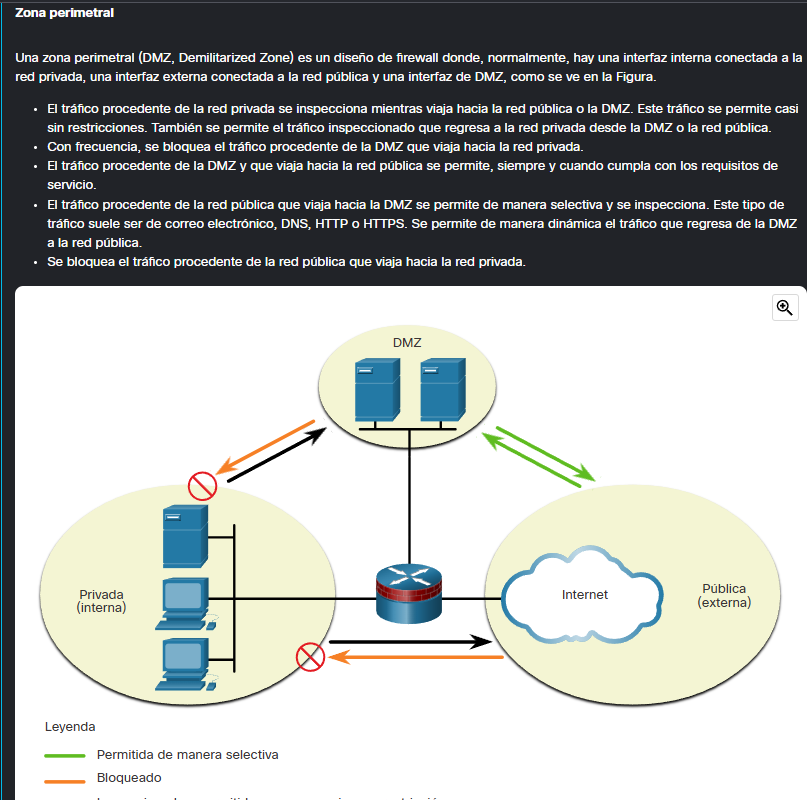 Zona perimetral
Una zona perimetral (DMZ, Demilitarized Zone) es un diseño de firewall donde, normalmente, hay una interfaz interna conectada a la
red privada, una interfaz externa conectada a la red pública y una interfaz de DMZ, como se ve en la Figura.
• El tráfico procedente de la red privada se inspecciona mientras viaja hacia la red pública o la DMZ. Este tráfico se permite casi
sin restricciones. También se permite el tráfico inspeccionado que regresa a la red privada desde la DMZ o la red pública.
• Con frecuencia, se bloquea el tráfico procedente de la DMZ que viaja hacia la red privada.
• El tráfico procedente de la DMZ y que viaja hacia la red pública se permite, siempre y cuando cumpla con los requisitos de
servicio.
• El tráfico procedente de la red pública que viaja hacia la DMZ se permite de manera selectiva y se inspecciona. Este tipo de
tráfico suele ser de correo electrónico, DNS, HTTP o HTTPS. Se permite de manera dinámica el tráfico que regresa de la DMZ
a la red pública.
• Se bloquea el tráfico procedente de la red pública que viaja hacia la red privada.
DMZ
Privada
(interna)
Internet
Pública
(externa)
Leyenda
Permitida de manera selectiva
Bloqueado